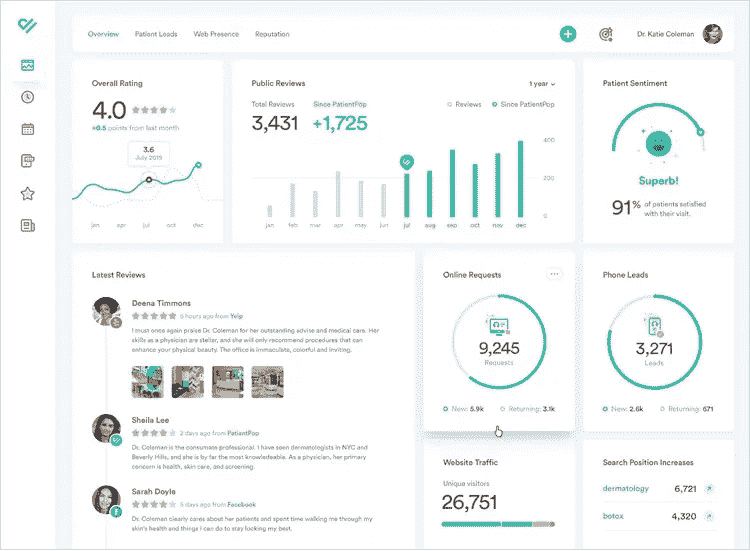 Overview Patient Leads Web Presence Reputation
Dr. Katie Coleman
Overall Rating
4.0
+0.5 points from last month
3.6
July 2019
jan apr jul oct dec
Public Reviews
1 year
Total Reviews
3,431
Since PatientPop
+1,725
Reviews Since PatientPop
400
200
0
jan feb mar apr may jun jul aug sep oct nov dec
Patient Sentiment
Superb!
91% of patients satisfied
with their visit.
Latest Reviews
Deena Timmons
5 hours ago from Yelp
I must once again praise Dr. Coleman for her outstanding advise and medical care. Her
skills as a physician are stellar, and she will only recommend procedures that can
enhance your physical beauty. The office is immaculate, colorful and inviting.
Sheila Lee
2 days ago from PatiantPop
Dr. Coleman is the consumate professional. I have seen dermatologists in NYC and
Beverly Hills, and she is by far the most knowledeable. As a physician, her primary
concern is health, skin care, and screening.
Sarah Doyle
5 days ago from Facebook
Dr. Coleman clearly cares about her patients and spent time walking me through my
skin's health and things I can do to stay looking my best.
Online Requests
9,245
Requests
New: 5.9k Returning: 3.1k
Phone Leads
3,271
Leads
New: 2.6k Returning: 671
Website Traffic
Unique visitors
26,751
Search Position Increases
dermatology 6,721
botox 4,320